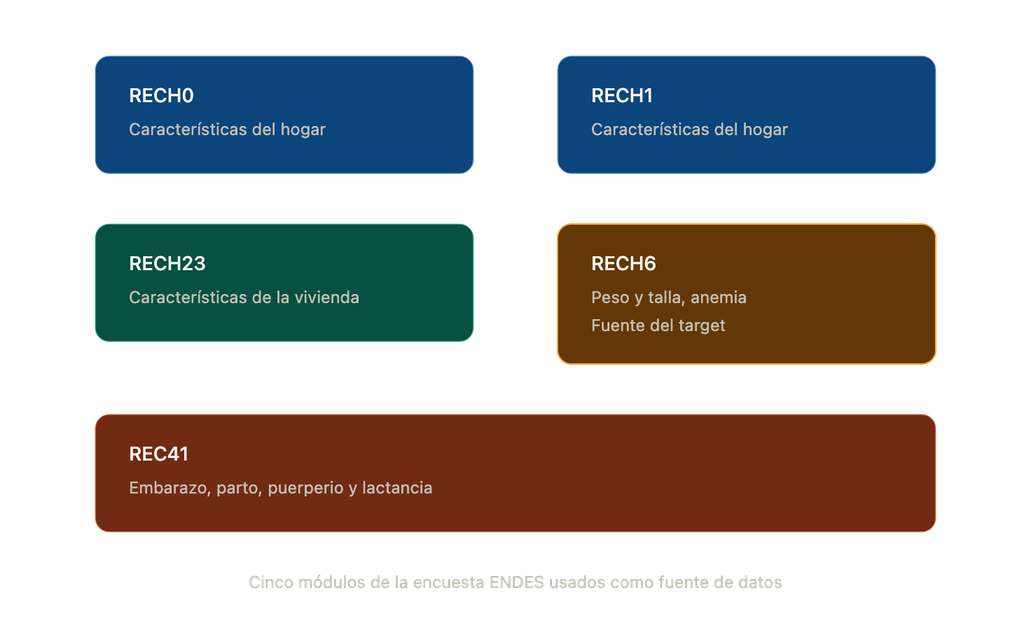 RECH0
Características del hogar
RECH1
Características del hogar
RECH23
Características de la vivienda
RECH6
Peso y talla, anemia
Fuente del target
REC41
Embarazo, parto, puerperio y lactancia
Cinco módulos de la encuesta ENDES usados como fuente de datos